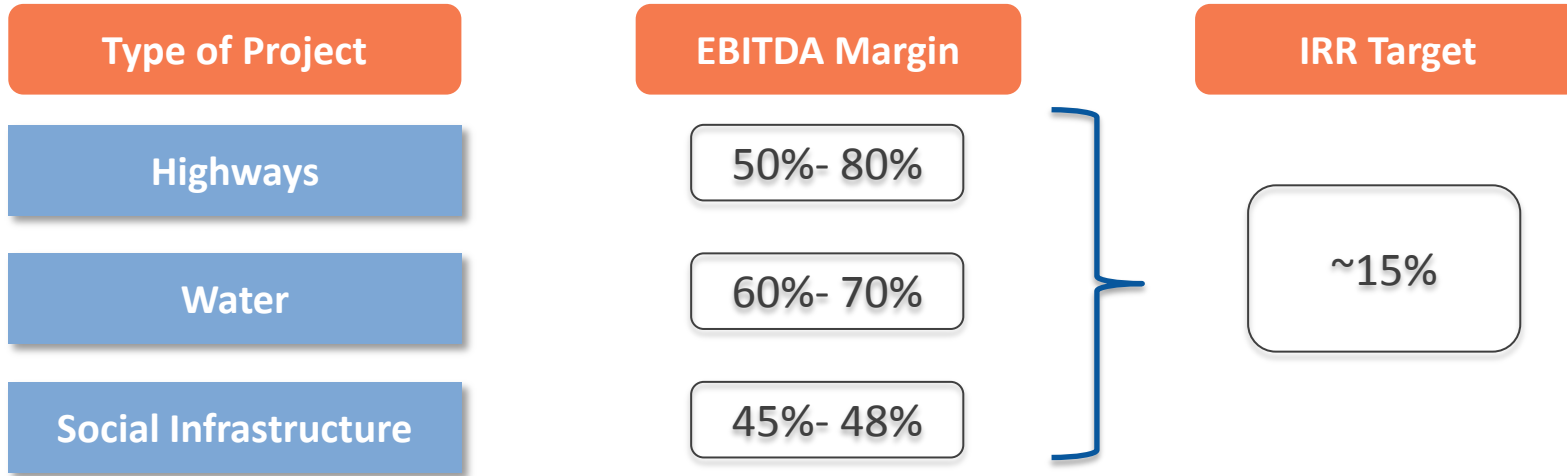 Type of Project
EBITDA Margin
IRR Target
Highways
50%- 80%
Water
60%- 70%
~15%
Social Infrastructure
45%- 48%